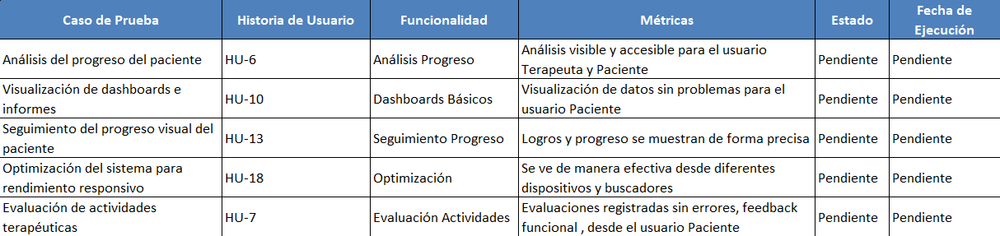 Caso de Prueba Historia de Usuario Funcionalidad Métricas Estado Fecha de
Ejecución
Análisis del progreso del paciente HU-6 Análisis Progreso Análisis visible y accesible para el usuario
Terapeuta y Paciente Pendiente Pendiente
Visualización de dashboards e
informes HU-10 Dashboards Básicos Visualización de datos sin problemas para el
usuario Paciente Pendiente Pendiente
Seguimiento del progreso visual del
paciente HU-13 Seguimiento Progreso Logros y progreso se muestran de forma precisa Pendiente Pendiente
Optimización del sistema para
rendimiento responsivo HU-18 Optimización Se ve de manera efectiva desde diferentes
dispositivos y buscadores Pendiente Pendiente
Evaluación de actividades
terapéuticas HU-7 Evaluación Actividades Evaluaciones registradas sin errores, feedback
funcional , desde el usuario Paciente Pendiente Pendiente